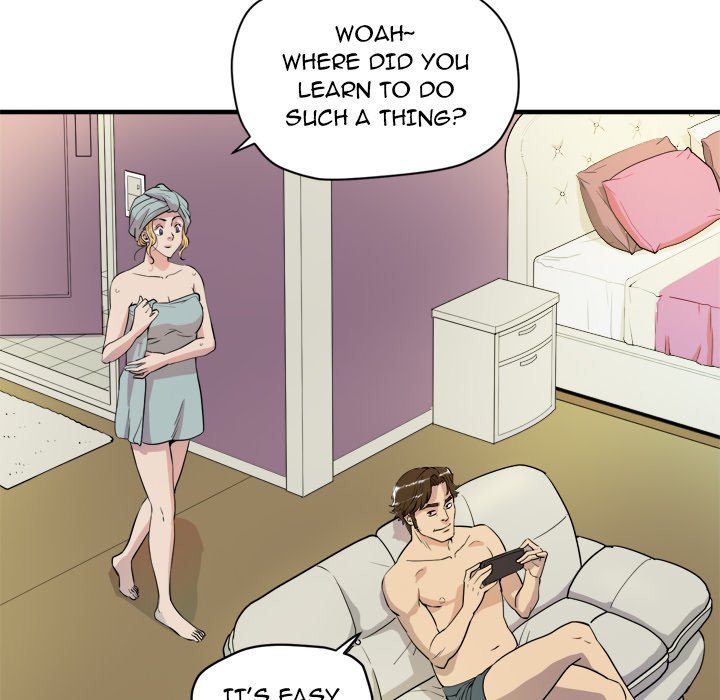 WOAH~
WHERE DID YOU
LEARN TO DO
SUCH A THING?
IT'S EASY